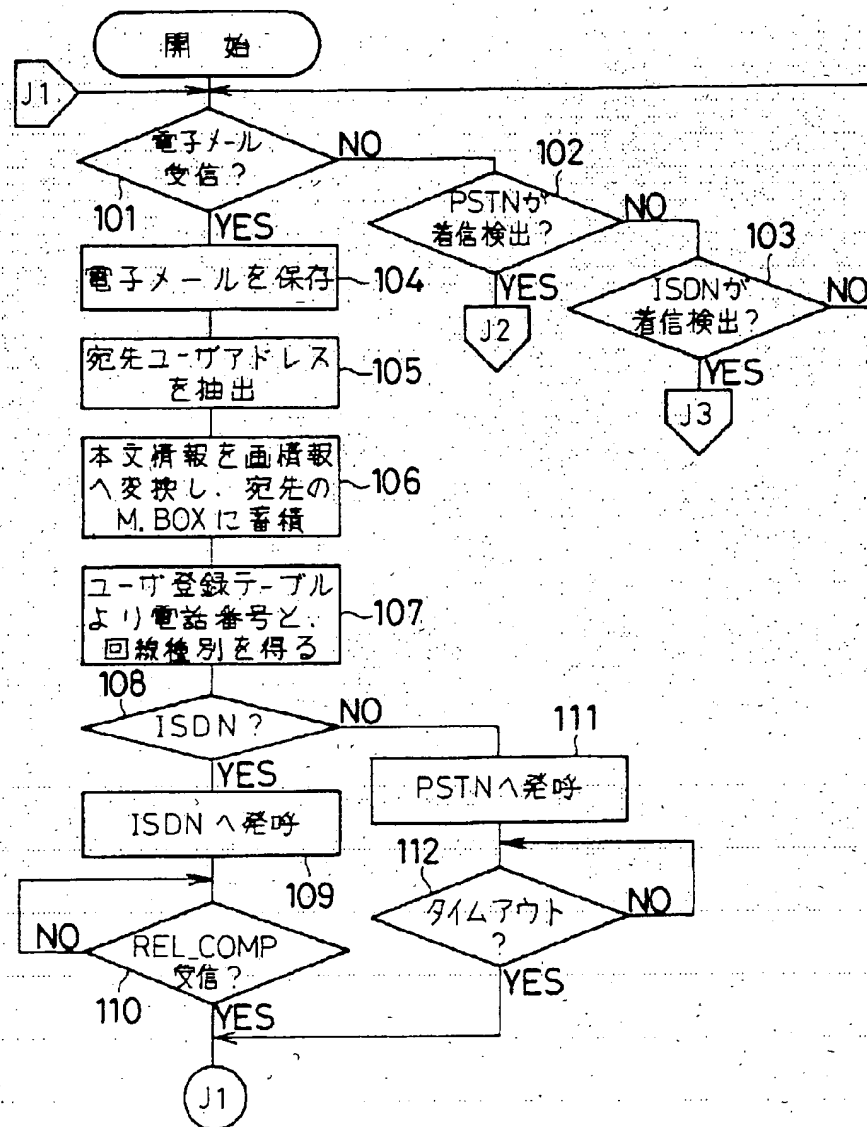 開始
J1
電子メール
受信?
NO
101
YES
102
PSTNが
着信検出?
NO
YES
J2
103
ISDNが
着信検出?
NO
YES
J3
電子メールを保存
104
宛先ユーザアドレス
を抽出
105
本文情報を画情報
へ変換し、宛先の
M.BOXに蓄積
106
ユーザ登録テーブル
より電話番号と、
回線種別を得る
107
108
ISDN?
NO
YES
ISDNへ発呼
109
111
PSTNへ発呼
112
タイムアウト
?
NO
YES
NO
REL_COMP
受信?
110
YES
J1